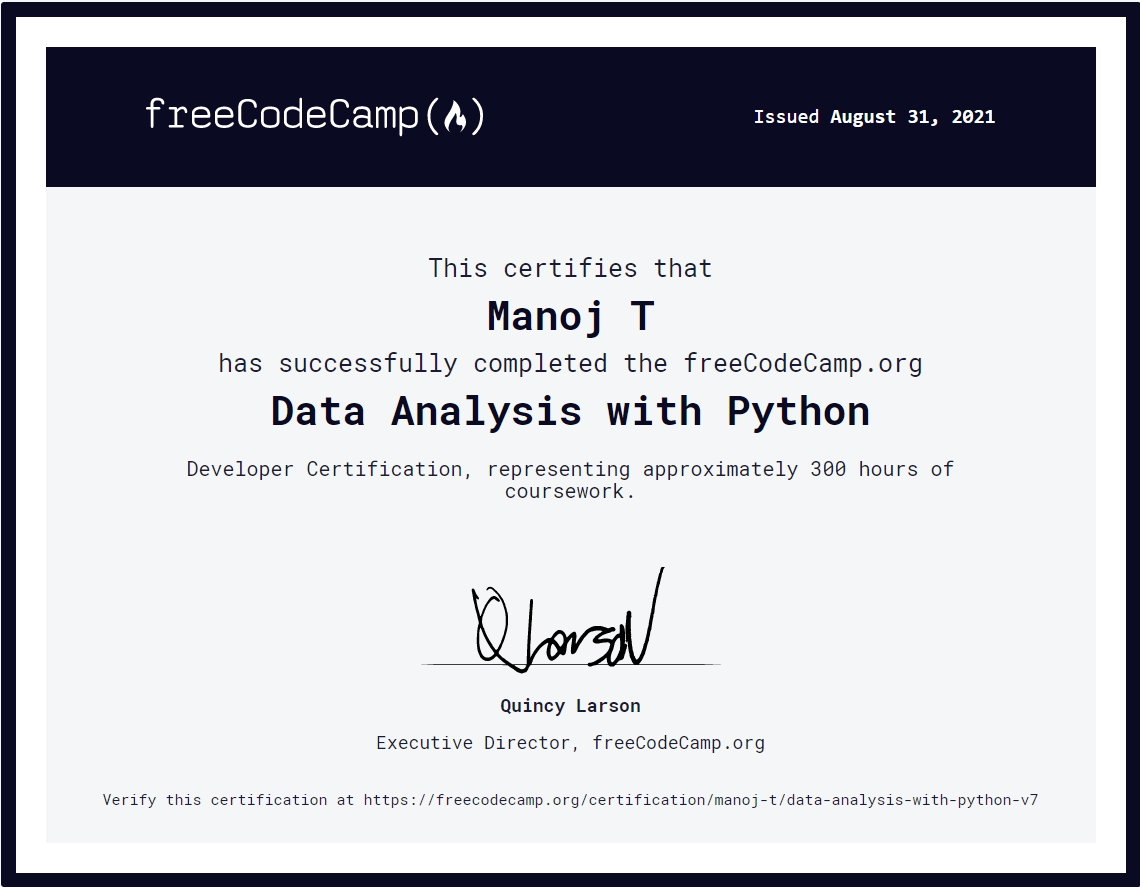 freeCodeCamp
Issued August 31, 2021
This certifies that
Manoj T
has successfully completed the freeCodeCamp.org
Data Analysis with Python
Developer Certification, representing approximately 300 hours of
coursework.
Q Larson
Quincy Larson
Executive Director, freeCodeCamp.org
Verify this certification at https://freecodecamp.org/certification/manoj-t/data-analysis-with-python-v7